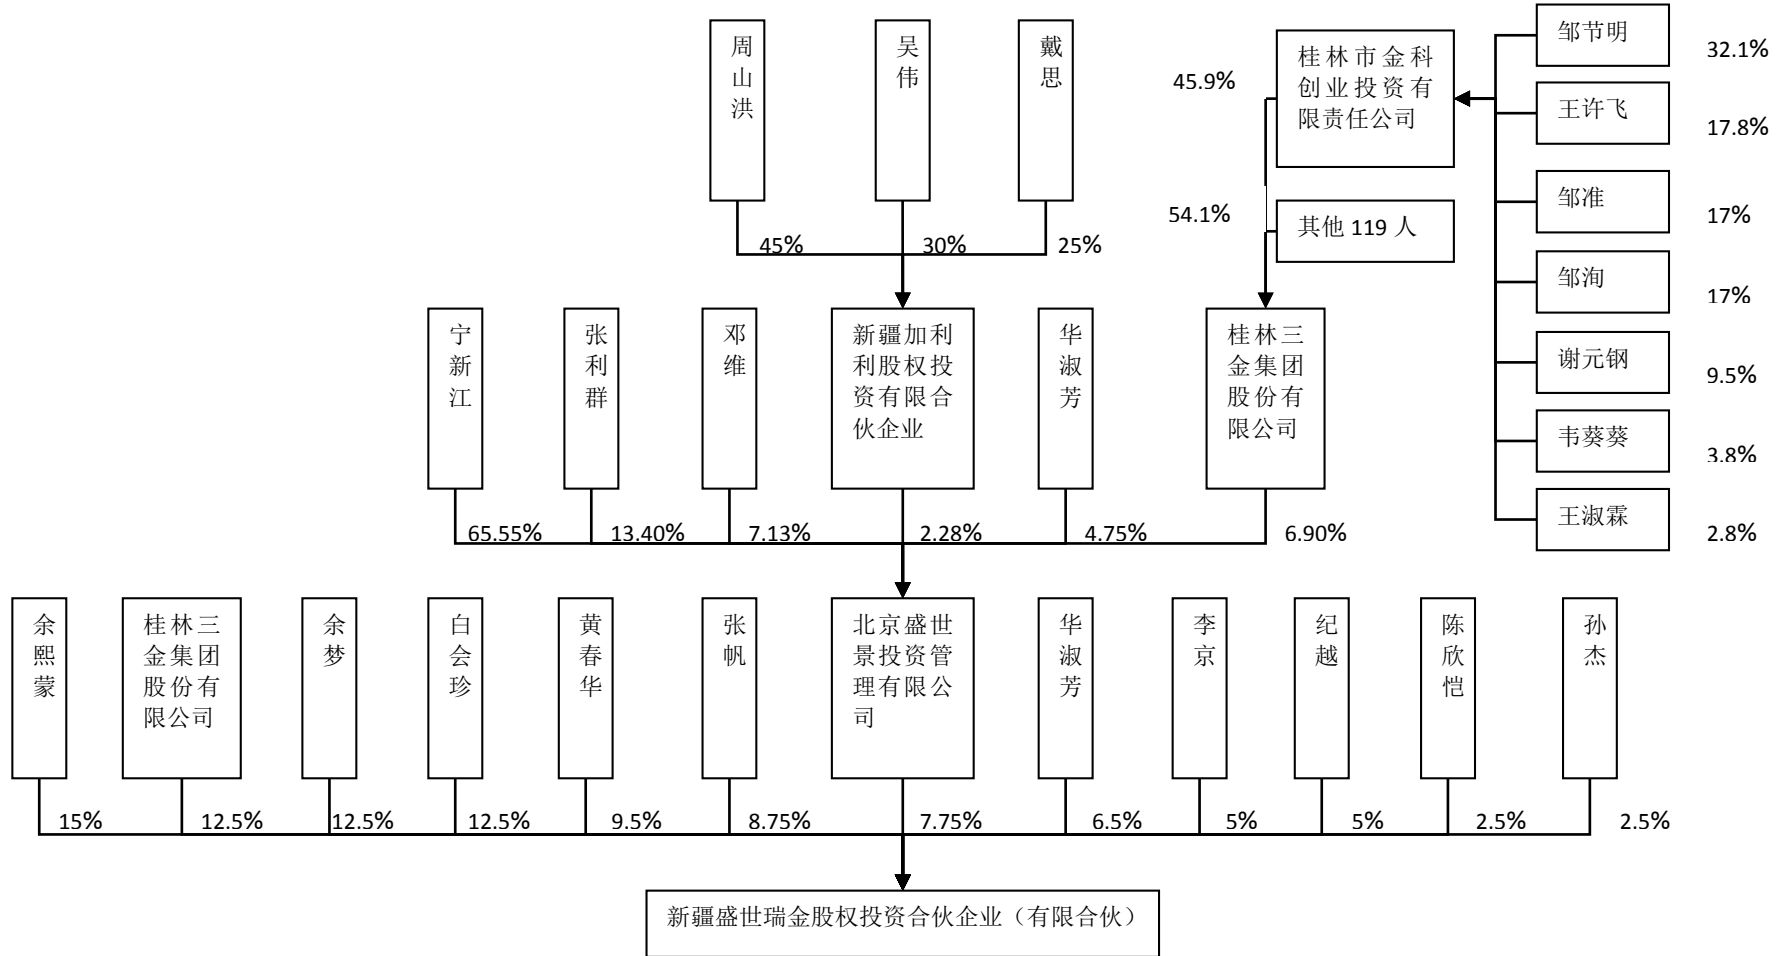 周
山
洪
吴
伟
戴
思
45%
30%
25%
45.9%
桂林市金科
创业投资有
限责任公司
54.1%
其他 119 人
邹节明
32.1%
王许飞
17.8%
邹准
17%
邹洵
17%
谢元钢
9.5%
韦葵葵
3.8%
王淑霖
2.8%
宁
新
江
张
利
群
邓
维
新疆加利
利股权投
资有限合
伙企业
华
淑
芳
桂林三
金集团
股份有
限公司
65.55%
13.40%
7.13%
2.28%
4.75%
6.90%
余
熙
蒙
桂林三
金集团
股份有
限公司
余
梦
白
会
珍
黄
春
华
张
帆
北京盛世
景投资管
理有限公
司
华
淑
芳
李
京
纪
越
陈
欣
恺
孙
杰
15%
12.5%
12.5%
12.5%
9.5%
8.75%
7.75%
6.5%
5%
5%
2.5%
2.5%
新疆盛世瑞金股权投资合伙企业（有限合伙）